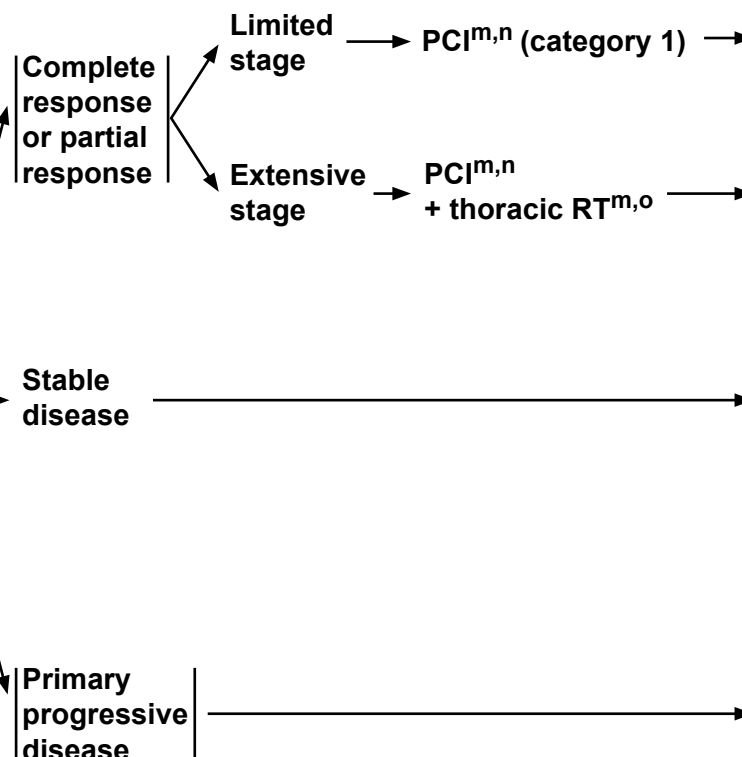 Limited
stage
PCIm,n (category 1)
Complete
response
or partial
response
Extensive
stage
PCIm,n
+ thoracic RTm,o
Stable
disease
Primary
progressive
disease